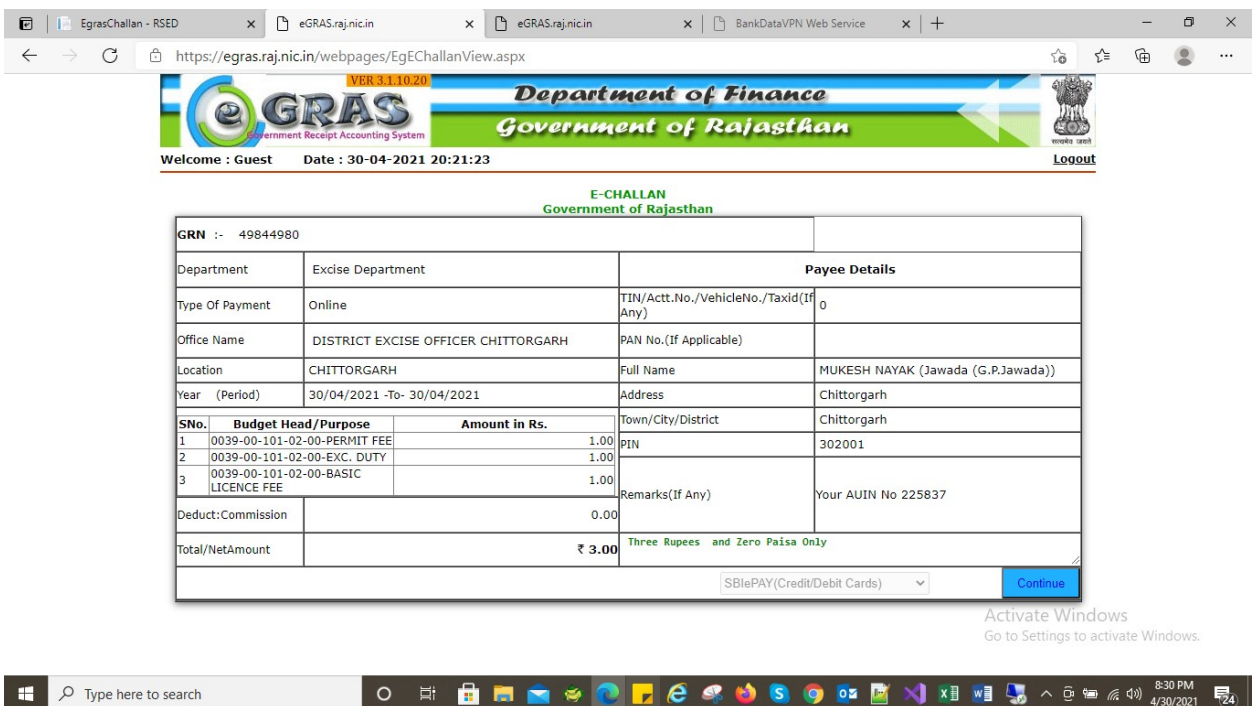 EgrasChallan - RSED
eGRAS.raj.nic.in
eGRAS.raj.nic.in
BankDataVPN Web Service
https://egras.raj.nic.in/webpages/EgEChallanView.aspx
VER 3.1.10.20
eGRAS
Government Receipt Accounting System
Department of Finance
Government of Rajasthan
सत्यमेव जयते
Welcome : Guest Date : 30-04-2021 20:21:23 Logout
E-CHALLAN
Government of Rajasthan
GRN :- 49844980
Department Excise Department Payee Details
Type Of Payment Online TIN/Actt.No./VehicleNo./Taxid(If Any) 0
Office Name DISTRICT EXCISE OFFICER CHITTORGARH PAN No.(If Applicable)
Location CHITTORGARH Full Name MUKESH NAYAK (Jawada (G.P.Jawada))
Year (Period) 30/04/2021 -To- 30/04/2021 Address Chittorgarh
SNo. Budget Head/Purpose Amount in Rs. Town/City/District Chittorgarh
1 0039-00-101-02-00-PERMIT FEE 1.00 PIN 302001
2 0039-00-101-02-00-EXC. DUTY 1.00
3 0039-00-101-02-00-BASIC LICENCE FEE 1.00
Remarks(If Any) Your AUIN No 225837
Deduct:Commission 0.00
Total/NetAmount ₹ 3.00 Three Rupees and Zero Paisa Only
SBIePAY(Credit/Debit Cards) Continue
Activate Windows
Go to Settings to activate Windows.
Type here to search
8:30 PM
4/30/2021
24